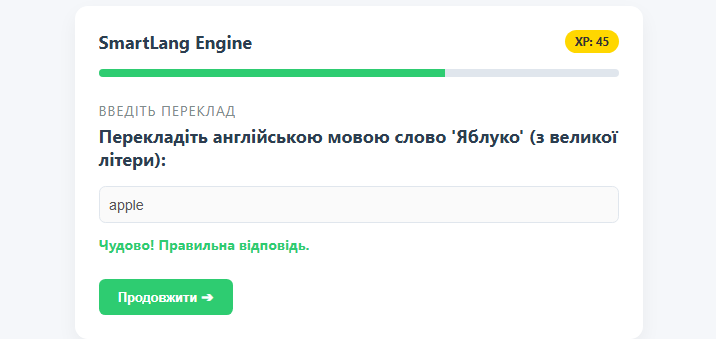 SmartLang Engine
XP: 45
ВВЕДІТЬ ПЕРЕКЛАД
Перекладіть англійською мовою слово 'Яблуко' (з великої
літери):
apple
Чудово! Правильна відповідь.
Продовжити ➔